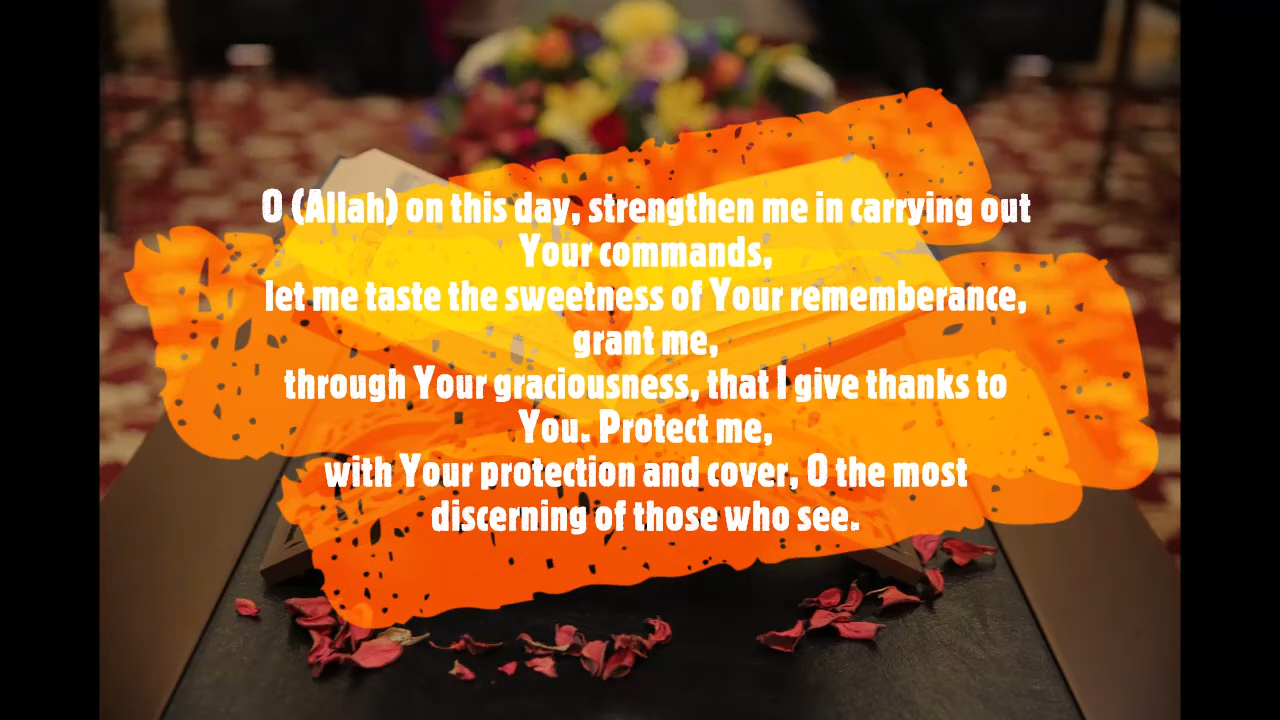 O (Allah) on this day, strengthen me in carrying out
Your commands,
let me taste the sweetness of Your rememberance,
grant me,
through Your graciousness, that I give thanks to
You. Protect me,
with Your protection and cover, O the most
discerning of those who see.